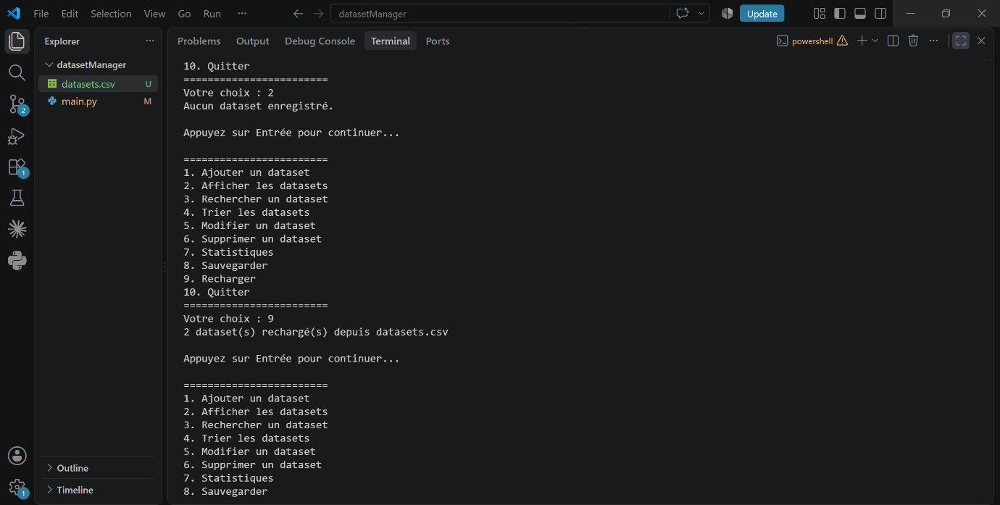 File Edit Selection View Go Run ··· datasetManager Update
Explorer ···
datasetManager
datasets.csv U
main.py M
2
1
Outline
Timeline
1
Problems Output Debug Console Terminal Ports powershell
10. Quitter
========================
Votre choix : 2
Aucun dataset enregistré.
Appuyez sur Entrée pour continuer...
========================
1. Ajouter un dataset
2. Afficher les datasets
3. Rechercher un dataset
4. Trier les datasets
5. Modifier un dataset
6. Supprimer un dataset
7. Statistiques
8. Sauvegarder
9. Recharger
10. Quitter
========================
Votre choix : 9
2 dataset(s) rechargé(s) depuis datasets.csv
Appuyez sur Entrée pour continuer...
========================
1. Ajouter un dataset
2. Afficher les datasets
3. Rechercher un dataset
4. Trier les datasets
5. Modifier un dataset
6. Supprimer un dataset
7. Statistiques
8. Sauvegarder